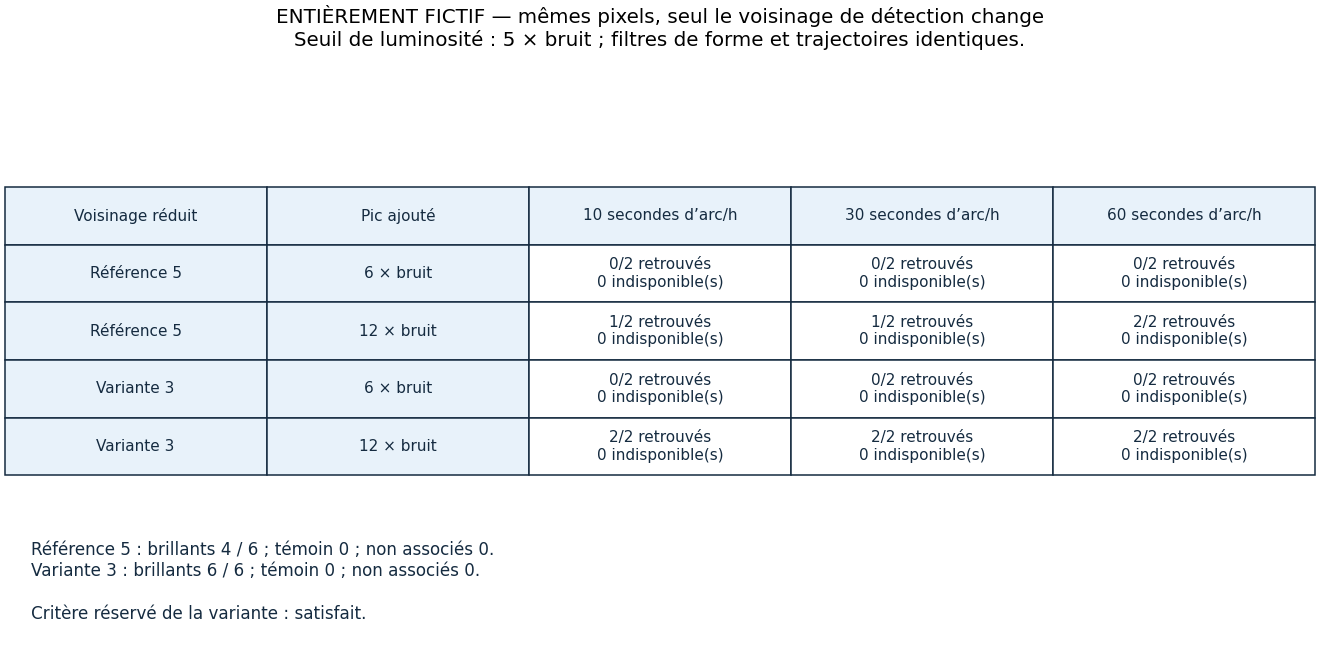 ENTIÈREMENT FICTIF — mêmes pixels, seul le voisinage de détection change
Seuil de luminosité : 5 × bruit ; filtres de forme et trajectoires identiques.
Voisinage réduit
Pic ajouté
10 secondes d’arc/h
30 secondes d’arc/h
60 secondes d’arc/h
Référence 5
6 × bruit
0/2 retrouvés
0 indisponible(s)
0/2 retrouvés
0 indisponible(s)
0/2 retrouvés
0 indisponible(s)
Référence 5
12 × bruit
1/2 retrouvés
0 indisponible(s)
1/2 retrouvés
0 indisponible(s)
2/2 retrouvés
0 indisponible(s)
Variante 3
6 × bruit
0/2 retrouvés
0 indisponible(s)
0/2 retrouvés
0 indisponible(s)
0/2 retrouvés
0 indisponible(s)
Variante 3
12 × bruit
2/2 retrouvés
0 indisponible(s)
2/2 retrouvés
0 indisponible(s)
2/2 retrouvés
0 indisponible(s)
Référence 5 : brillants 4 / 6 ; témoin 0 ; non associés 0.
Variante 3 : brillants 6 / 6 ; témoin 0 ; non associés 0.
Critère réservé de la variante : satisfait.